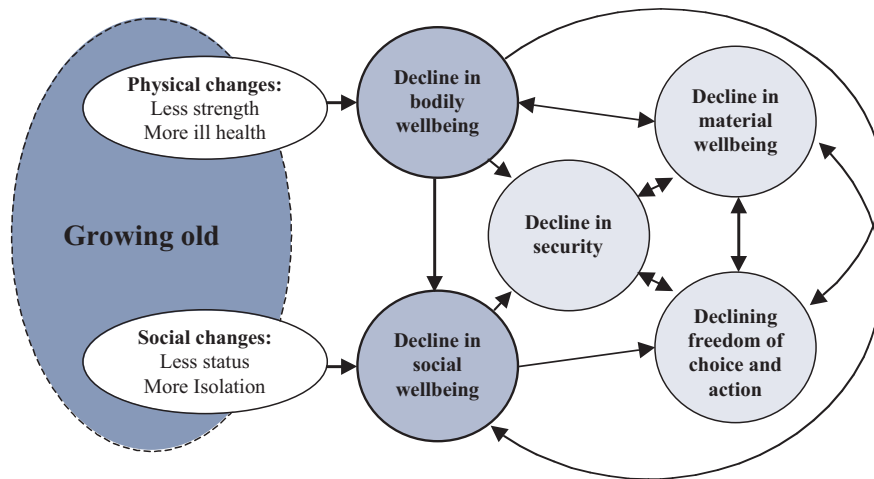 Physical changes:
Less strength
More ill health
Growing old
Social changes:
Less status
More Isolation
Decline in
bodily
wellbeing
Decline in
material
wellbeing
Decline in
security
Decline in
social
wellbeing
Declining
freedom of
choice and
action